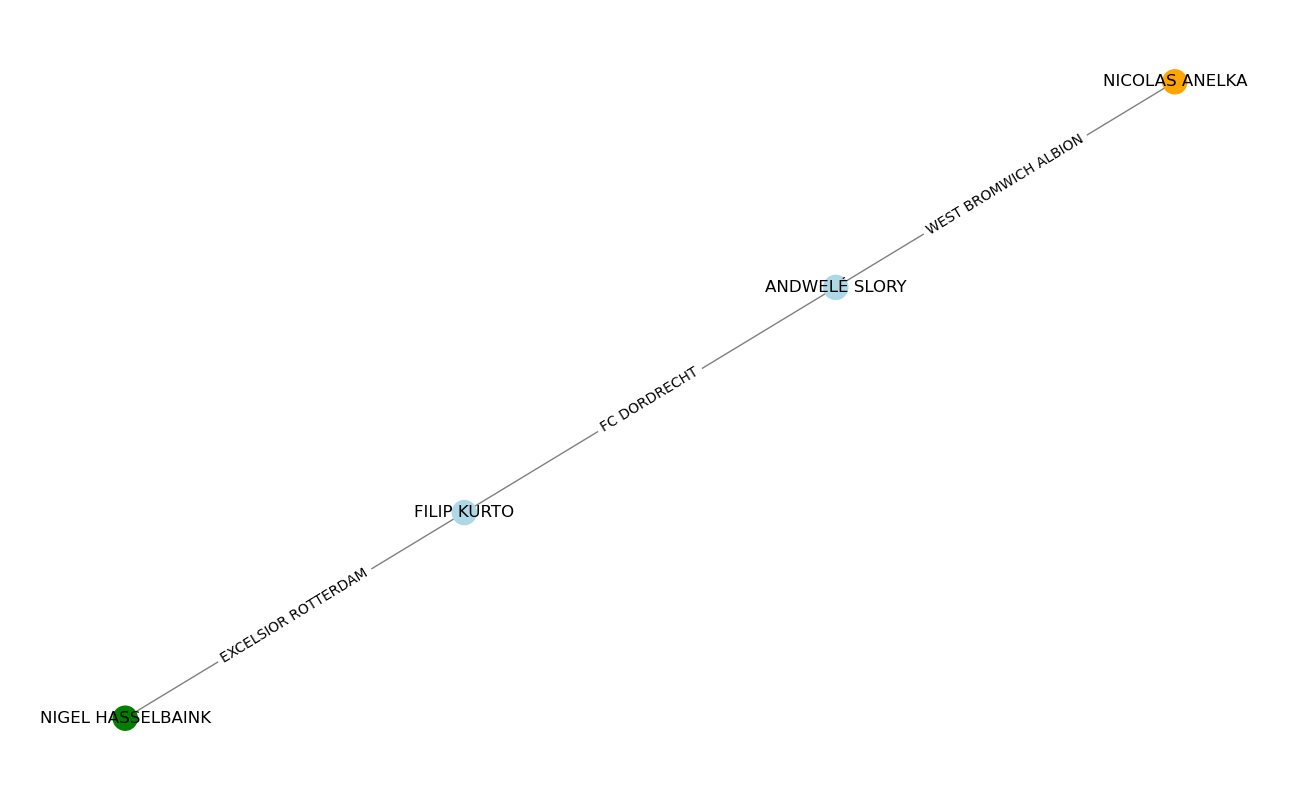 NICOLAS ANELKA
WEST BROMWICH ALBION
ANDWELÉ SLORY
FC DORDRECHT
FILIP KURTO
EXCELSIOR ROTTERDAM
NIGEL HASSELBAINK